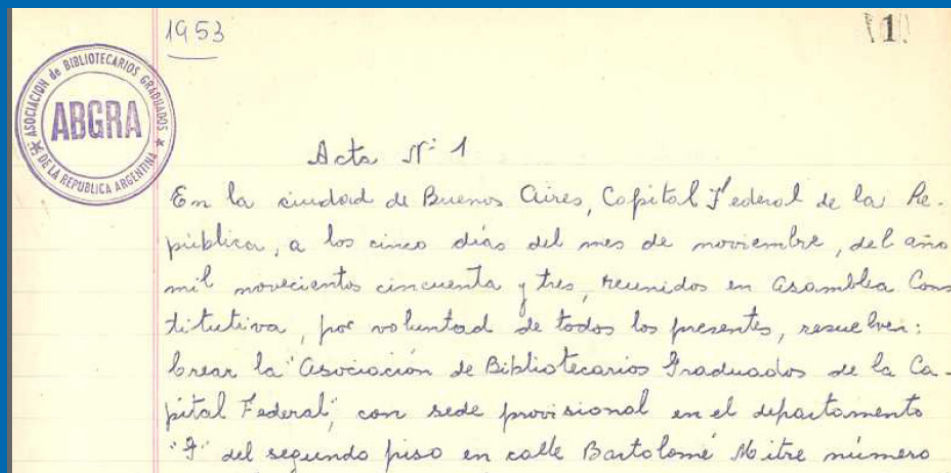 1953
1
ASOCIACION de BIBLIOTECARIOS GRADUADOS
ABGRA
DE LA REPUBLICA ARGENTINA
Acta Nº 1
En la ciudad de Buenos Aires, Capital Federal de la Re-
pública, a los cinco días del mes de noviembre, del año
mil novecientos cincuenta y tres, reunidos en Asamblea Cons
titutiva, por voluntad de todos los presentes, resuelven:
Crear la "Asociación de Bibliotecarios Graduados de la Ca-
pital Federal", con sede provisional en el departamento
del segundo piso en calle Bartolomé Mitre número